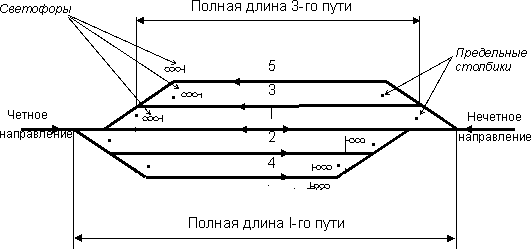 Полная длина 3-го пути
Светофоры
5
Предельные
столбики
3
Четное
направление
1
Нечетное
направление
2
4
Полная длина I-го пути